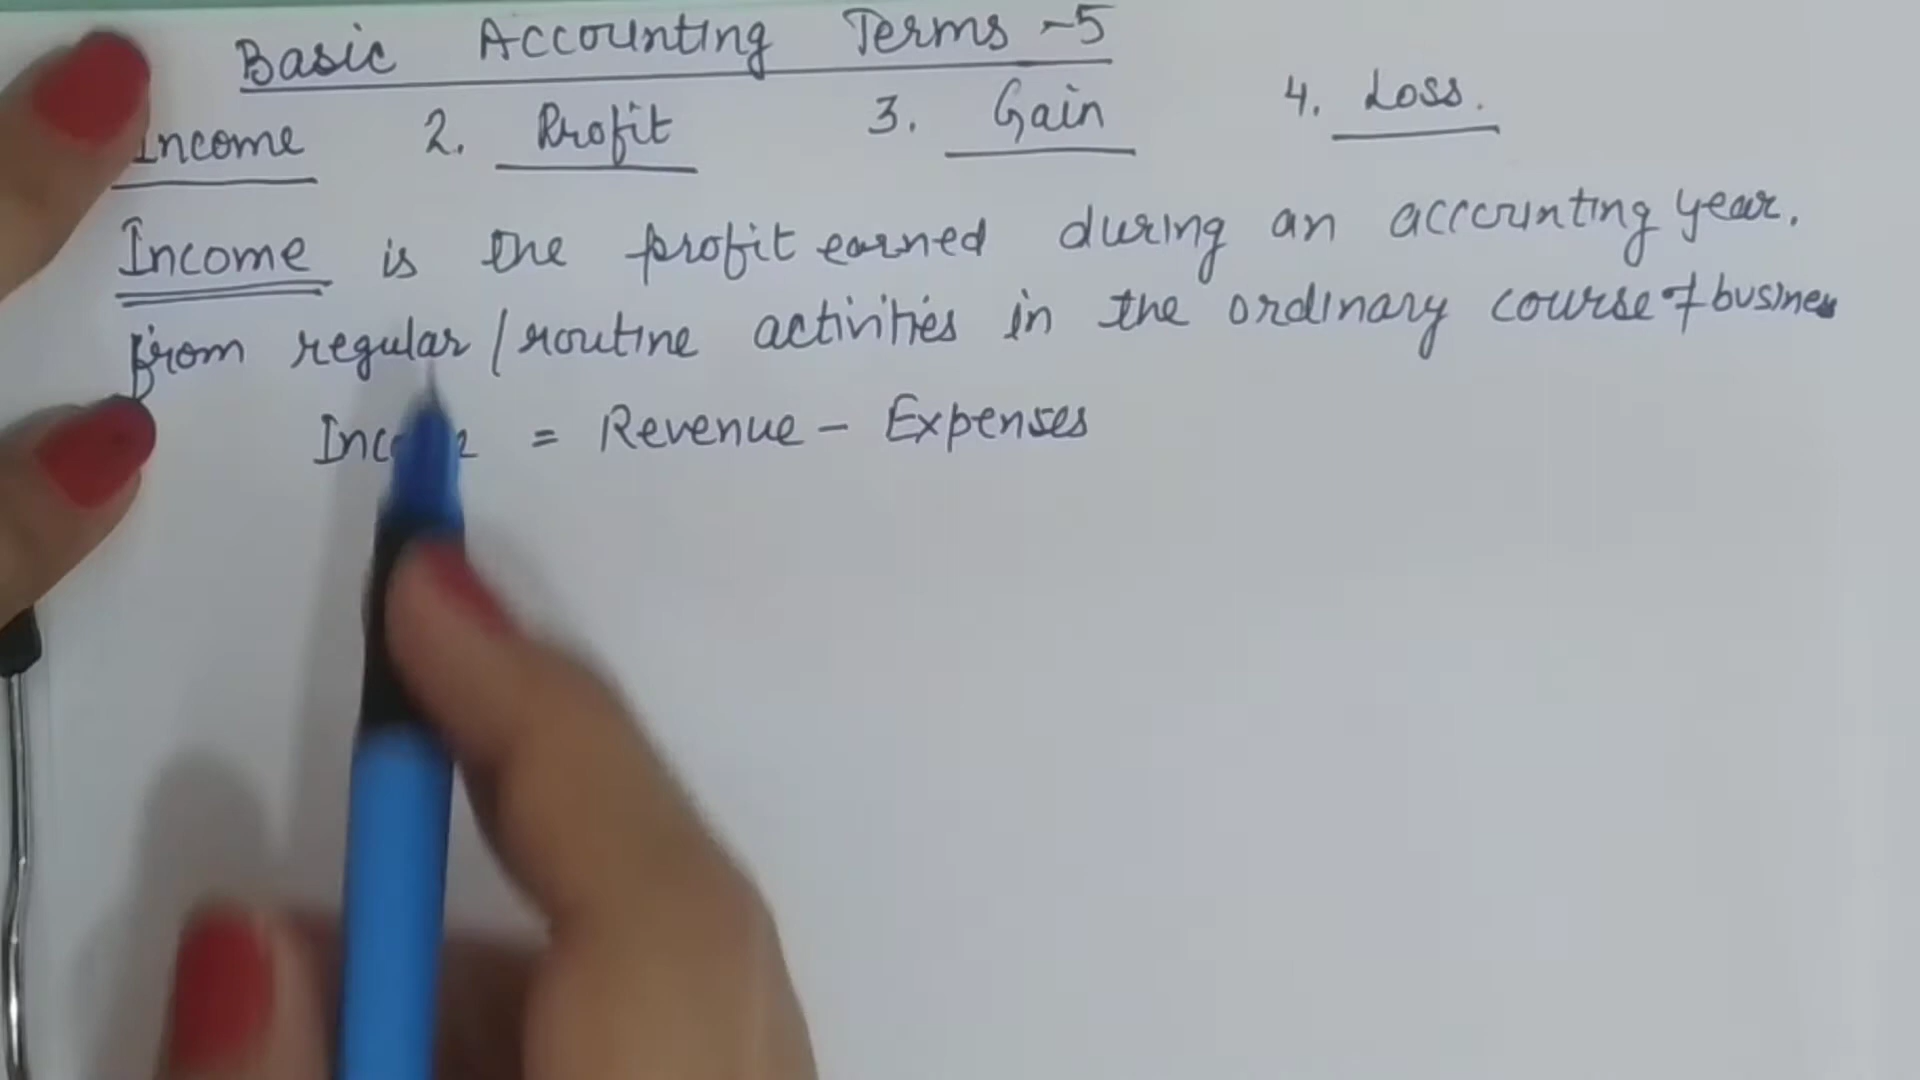 Basic Accounting Terms -5
Income 2. Profit 3. Gain 4. Loss.
Income is the profit earned during an accounting year.
from regular / routine activities in the ordinary course of business
= Revenue - Expenses